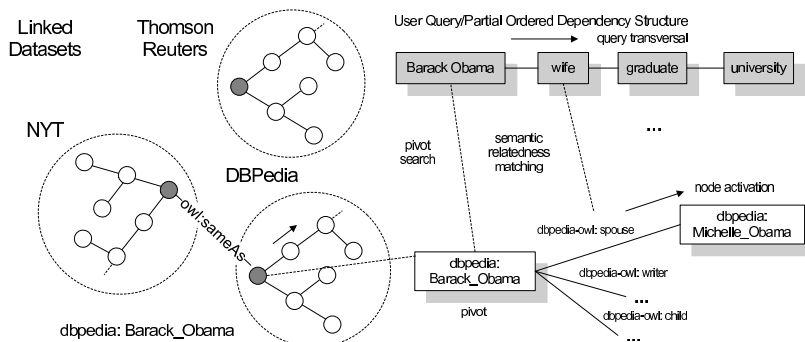 Linked
Datasets
Thomson
Reuters
NYT
DBPedia
owl:sameAs
dbpedia: Barack_Obama
User Query/Partial Ordered Dependency Structure
query transversal
Barack Obama
wife
graduate
university
...
pivot
search
semantic
relatedness
matching
node activation
dbpedia-owl: spouse
dbpedia:
Michelle_Obama
dbpedia:
Barack_Obama
pivot
dbpedia-owl: writer
...
dbpedia-owl: child
...